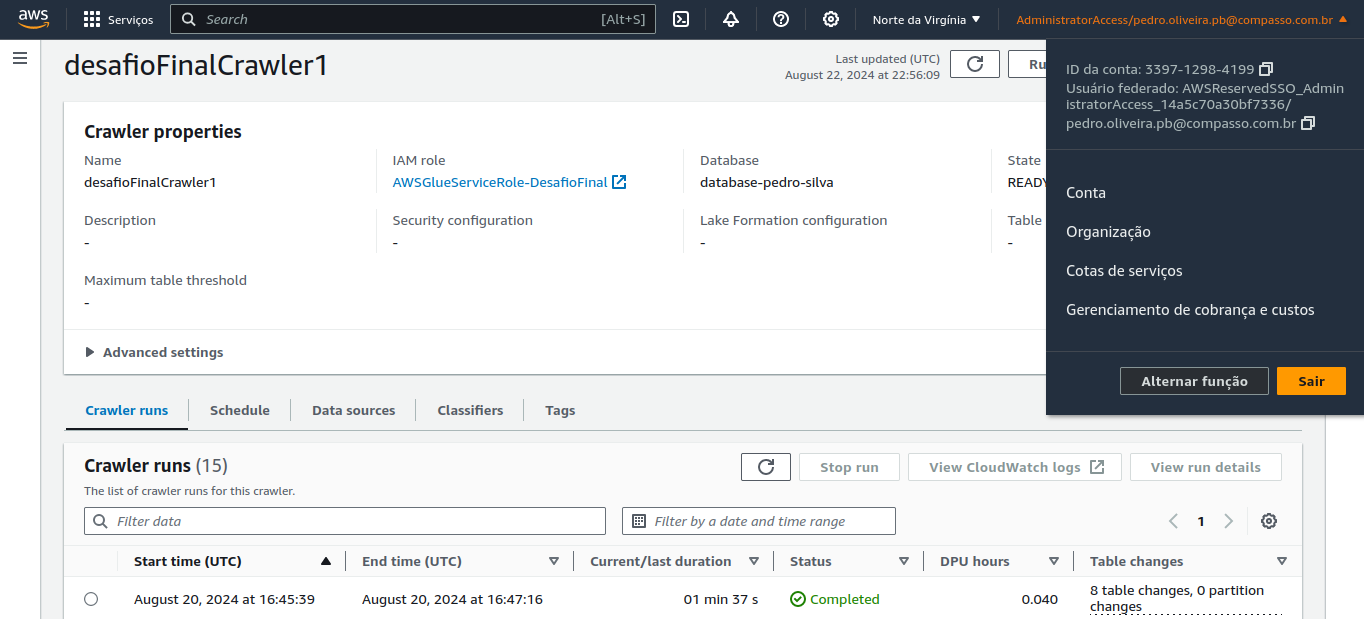 aws
Serviços
Search
[Alt+S]
Norte da Virgínia
AdministratorAccess/pedro.oliveira.pb@compasso.com.br
desafioFinalCrawler1
Last updated (UTC)
August 22, 2024 at 22:56:09
Ru
ID da conta: 3397-1298-4199
Usuário federado: AWSReservedSSO_Admin
istratorAccess_14a5c70a30bf7336/
pedro.oliveira.pb@compasso.com.br
Conta
Organização
Cotas de serviços
Gerenciamento de cobrança e custos
Alternar função
Sair
Crawler properties
Name
desafioFinalCrawler1
IAM role
AWSGlueServiceRole-DesafioFinal
Database
database-pedro-silva
State
READY
Description
-
Security configuration
-
Lake Formation configuration
-
Table
-
Maximum table threshold
-
Advanced settings
Crawler runs
Schedule
Data sources
Classifiers
Tags
Crawler runs (15)
The list of crawler runs for this crawler.
Stop run
View CloudWatch logs
View run details
Filter data
Filter by a date and time range
1
Start time (UTC)
End time (UTC)
Current/last duration
Status
DPU hours
Table changes
August 20, 2024 at 16:45:39
August 20, 2024 at 16:47:16
01 min 37 s
Completed
0.040
8 table changes, 0 partition
changes